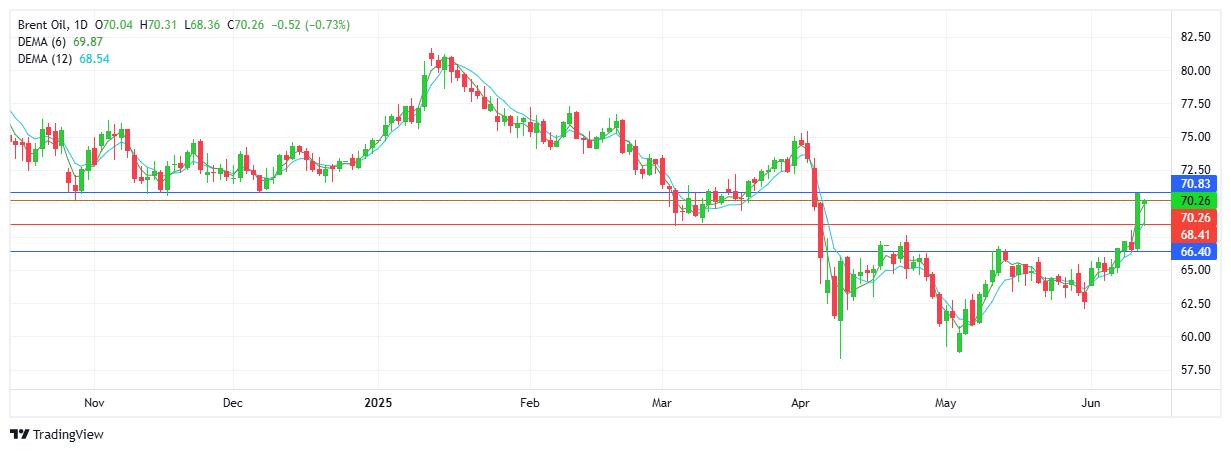 Brent Oil, 1D O70.04 H70.31 L68.36 C70.26 −0.52 (−0.73%)
DEMA (6) 69.87
DEMA (12) 68.54
82.50
80.00
77.50
75.00
72.50
70.83
70.26
70.26
68.41
66.40
65.00
62.50
60.00
57.50
Nov Dec 2025 Feb Mar Apr May Jun
TradingView